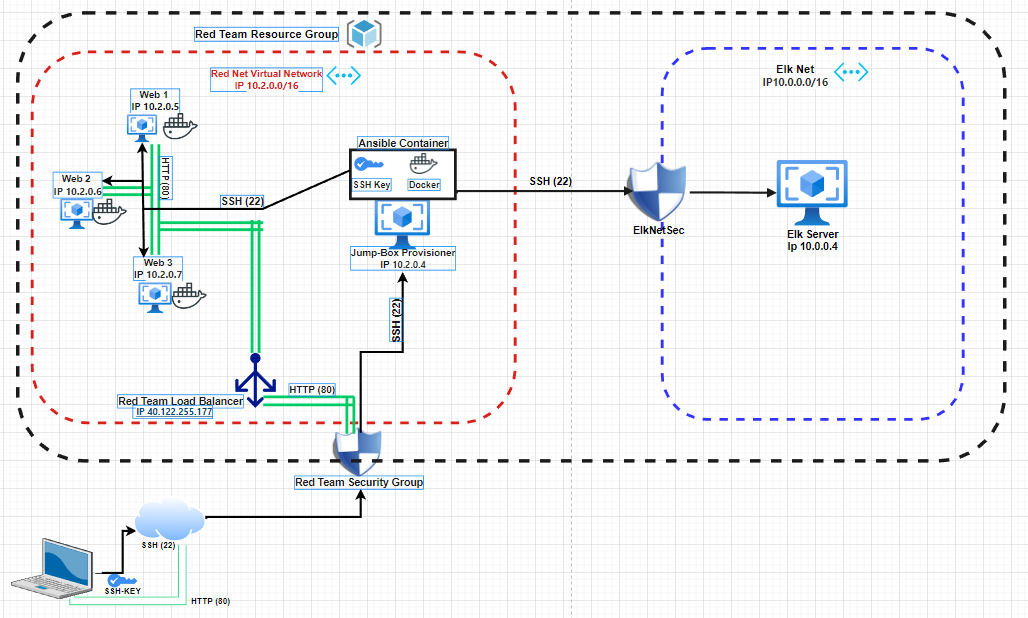 Red Team Resource Group
Red Net Virtual Network
IP 10.2.0.0/16
Elk Net
IP10.0.0.0/16
Web 1
IP 10.2.0.5
HTTP (80)
Web 2
IP 10.2.0.6
SSH (22)
Web 3
IP 10.2.0.7
Ansible Container
SSH Key
Docker
Jump-Box Provisioner
IP 10.2.0.4
SSH (22)
SSH (22)
ElkNetSec
Elk Server
Ip 10.0.0.4
Red Team Load Balancer
IP 40.122.255.177
HTTP (80)
Red Team Security Group
SSH (22)
SSH-KEY
HTTP (80)